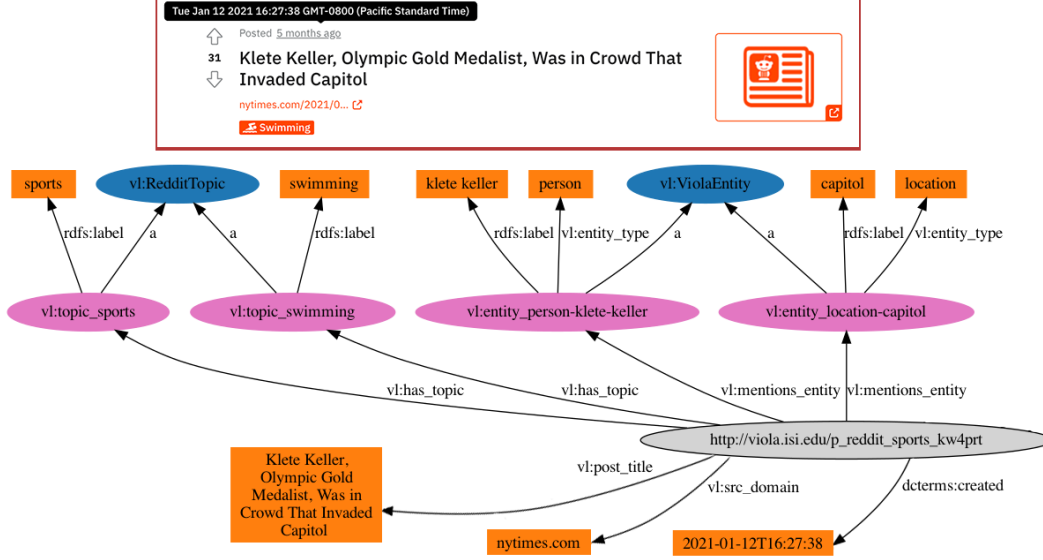 Tue Jan 12 2021 16:27:38 GMT-0800 (Pacific Standard Time)
Posted 5 months ago
31
Klete Keller, Olympic Gold Medalist, Was in Crowd That
Invaded Capitol
nytimes.com/2021/0...
Swimming
sports
vl:RedditTopic
swimming
klete keller
person
vl:ViolaEntity
capitol
location
rdfs:label
a
a
rdfs:label
rdfs:label
vl:entity_type
a
a
rdfs:label
vl:entity_type
vl:topic_sports
vl:topic_swimming
vl:entity_person-klete-keller
vl:entity_location-capitol
vl:has_topic
vl:has_topic
vl:mentions_entity
vl:mentions_entity
http://viola.isi.edu/p_reddit_sports_kw4prt
Klete Keller,
Olympic Gold
Medalist, Was in
Crowd That Invaded
Capitol
vl:post_title
vl:src_domain
dcterms:created
nytimes.com
2021-01-12T16:27:38